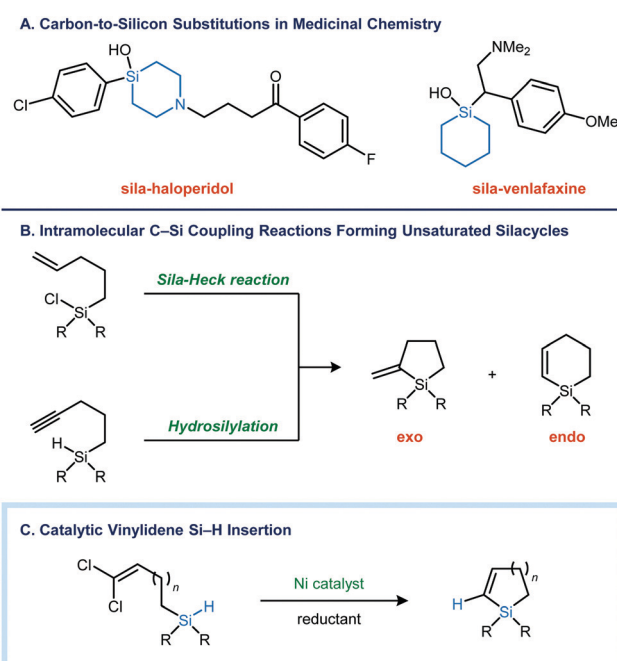 A. Carbon-to-Silicon Substitutions in Medicinal Chemistry
HO
Si
Cl
N
O
F
sila-haloperidol
NMe2
HO
Si
OMe
sila-venlafaxine
B. Intramolecular C–Si Coupling Reactions Forming Unsaturated Silacycles
Cl
Si
R R
Sila-Heck reaction
H
Si
R R
Hydrosilylation
Si
R R
exo
+
Si
R R
endo
C. Catalytic Vinylidene Si–H Insertion
Cl
Cl
( )n
H
Si
R R
Ni catalyst
reductant
( )n
H
Si
R R